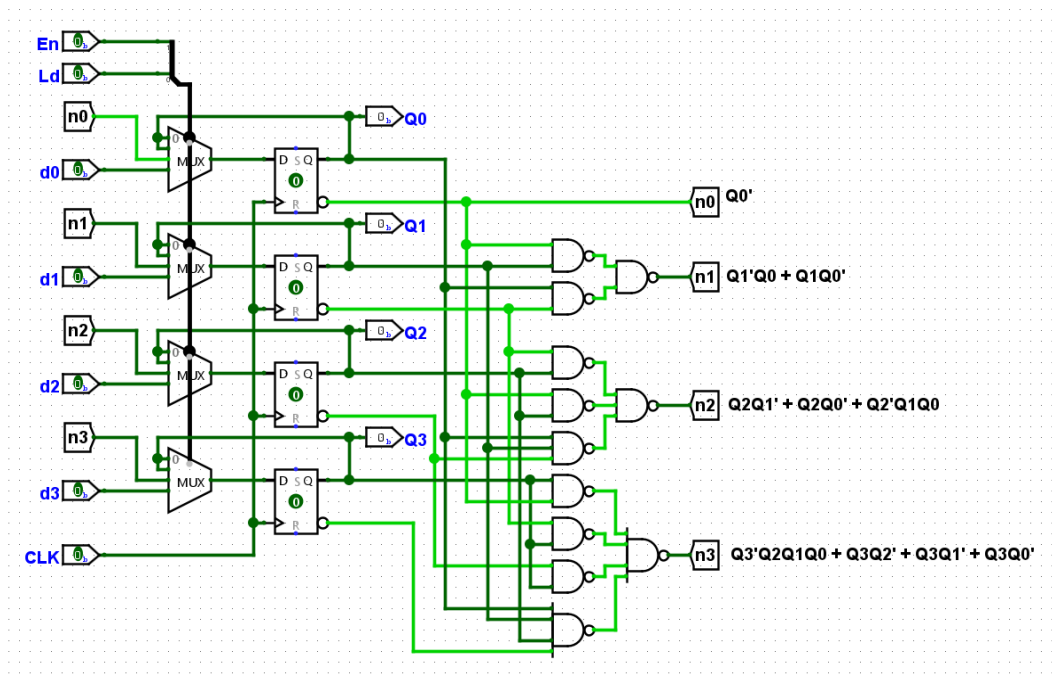 En
Ld
n0
Q0
0
MUX
D S Q
0
R
d0
n0 Q0'
n1
Q1
0
MUX
D S Q
0
R
d1
n1 Q1'Q0 + Q1Q0'
n2
Q2
0
MUX
D S Q
0
R
d2
n2 Q2Q1' + Q2Q0' + Q2'Q1Q0
n3
Q3
0
MUX
D S Q
0
R
d3
CLK
n3 Q3'Q2Q1Q0 + Q3Q2' + Q3Q1' + Q3Q0'